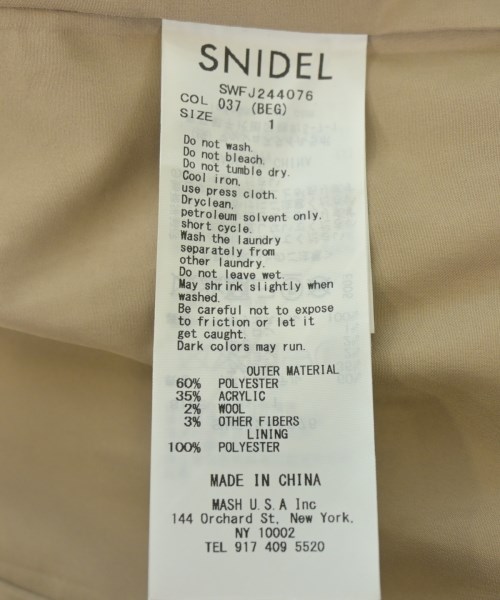 SNIDEL
SWFJ244076
COL 037 (BEG)
SIZE 1
Do not wash.
Do not bleach.
Do not tumble dry.
Cool iron,
use press cloth.
Dryclean,
petroleum solvent only.
short cycle.
Wash the laundry
separately from
other laundry.
Do not leave wet.
May shrink slightly when
washed.
Be careful not to expose
to friction or let it
get caught.
Dark colors may run.
OUTER MATERIAL
60% POLYESTER
35% ACRYLIC
2% WOOL
3% OTHER FIBERS
LINING
100% POLYESTER
MADE IN CHINA
MASH U.S.A Inc
144 Orchard St, New York,
NY 10002
TEL 917 409 5520